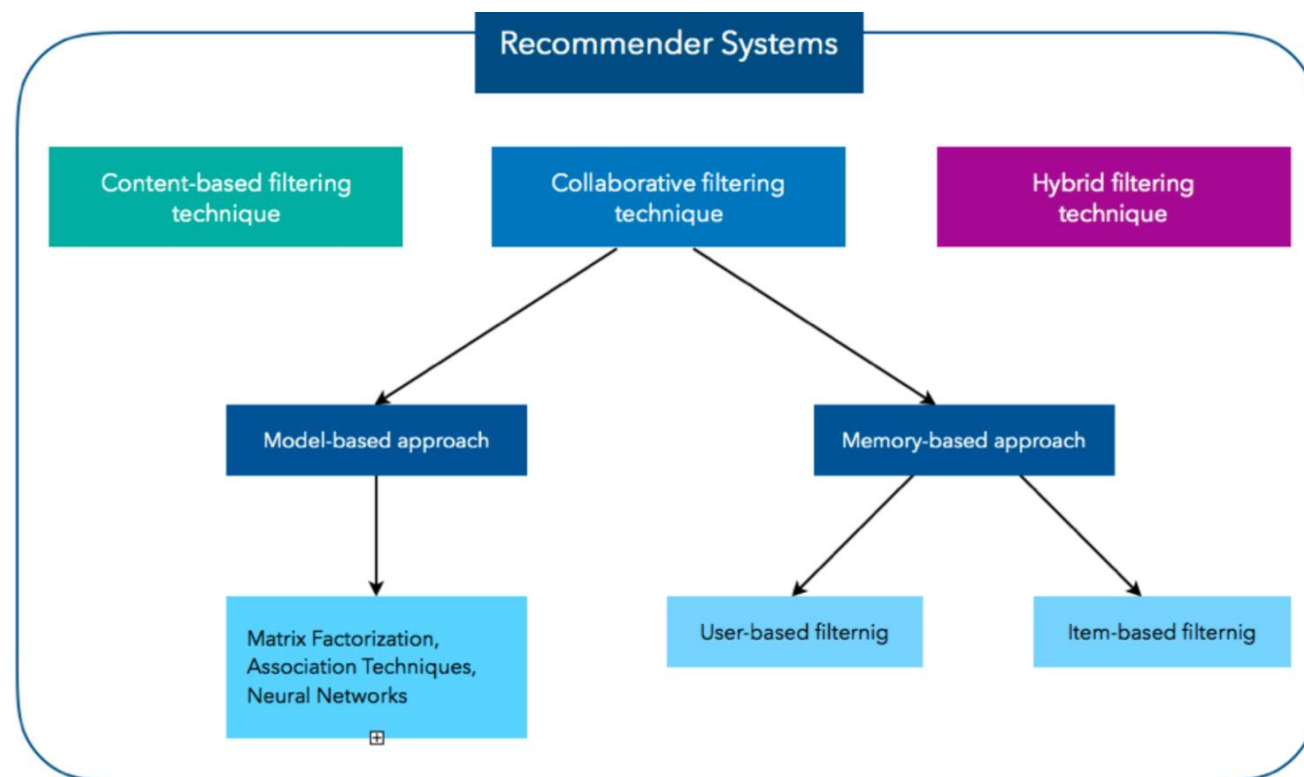 Recommender Systems
Content-based filtering
technique
Collaborative filtering
technique
Hybrid filtering
technique
Model-based approach
Memory-based approach
Matrix Factorization,
Association Techniques,
Neural Networks
User-based filternig
Item-based filternig